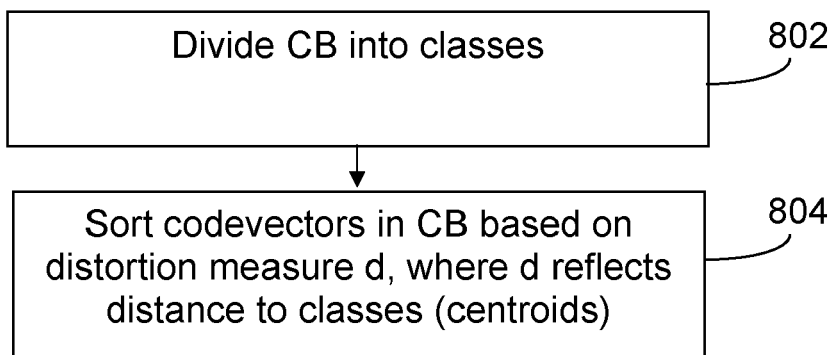 Divide CB into classes
802
Sort codevectors in CB based on
distortion measure d, where d reflects
distance to classes (centroids)
804